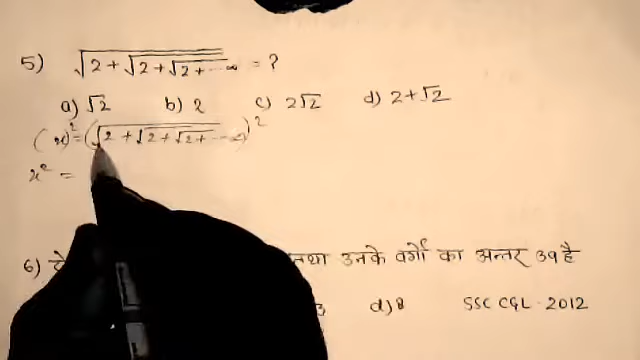 5) √2 + √2 + √2 + ... ∞ = ?
a) √2 b) 2 c) 2√2 d) 2 + √2
(x)² = (√2 + √2 + √2 + ... ∞)²
x² =
6) तथा उनके वर्गों का अन्तर 39 है
d) 8 SSC CGL · 2012